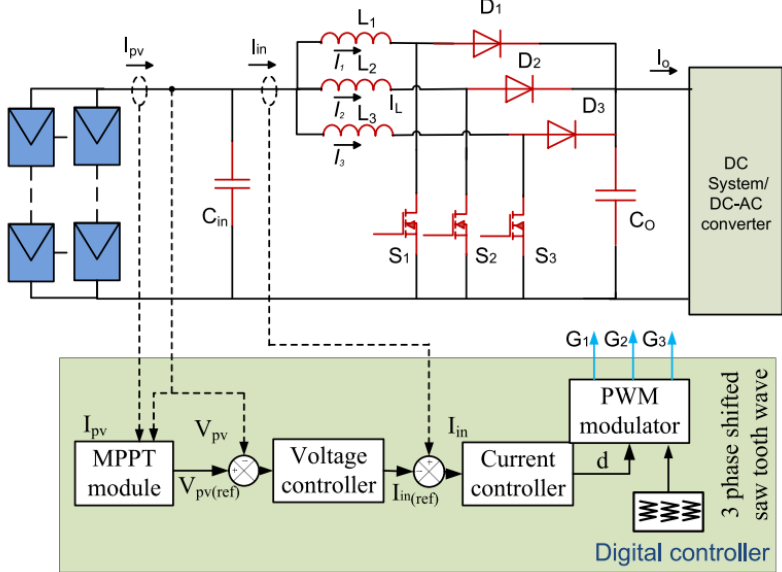 L1
D1
Ipv
Iin
I1
L2
D2
Io
I2
IL
L3
D3
I3
DC
System/
DC-AC
converter
Cin
CO
S1
S2
S3
G1
G2
G3
PWM
modulator
3 phase shifted
saw tooth wave
Ipv
Vpv
Iin
MPPT
module
Vpv(ref)
Voltage
controller
Iin(ref)
Current
controller
d
Digital controller